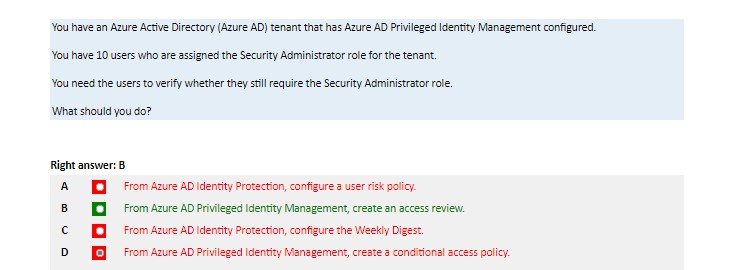 You have an Azure Active Directory (Azure AD) tenant that has Azure AD Privileged Identity Management configured.
You have 10 users who are assigned the Security Administrator role for the tenant.
You need the users to verify whether they still require the Security Administrator role.
What should you do?
Right answer: B
A From Azure AD Identity Protection, configure a user risk policy.
B From Azure AD Privileged Identity Management, create an access review.
C From Azure AD Identity Protection, configure the Weekly Digest.
D From Azure AD Privileged Identity Management, create a conditional access policy.